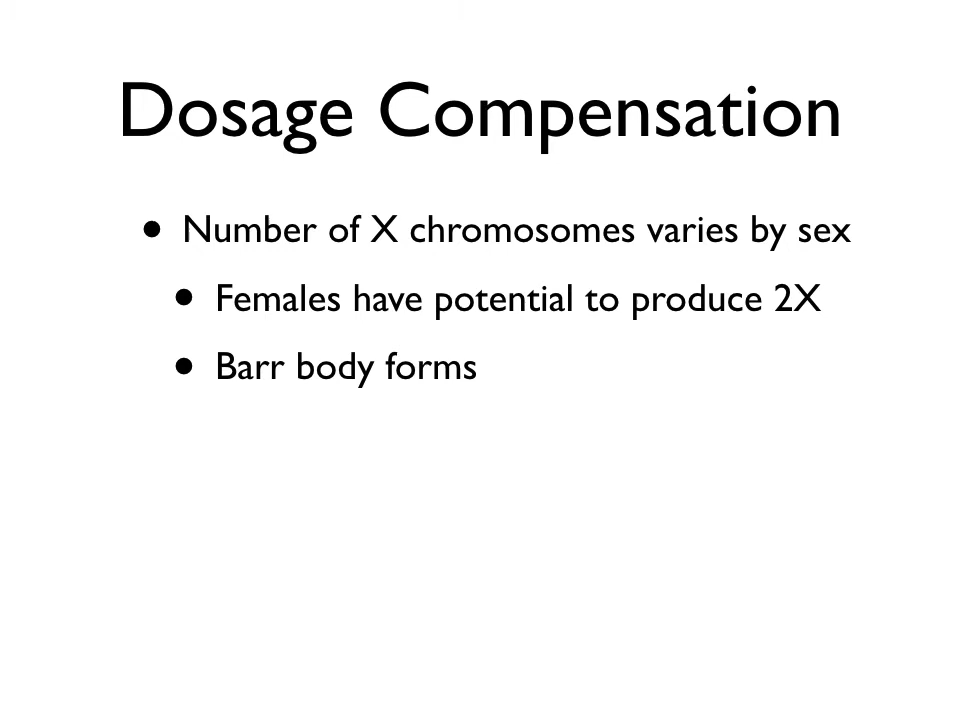 Dosage Compensation
• Number of X chromosomes varies by sex
• Females have potential to produce 2X
• Barr body forms